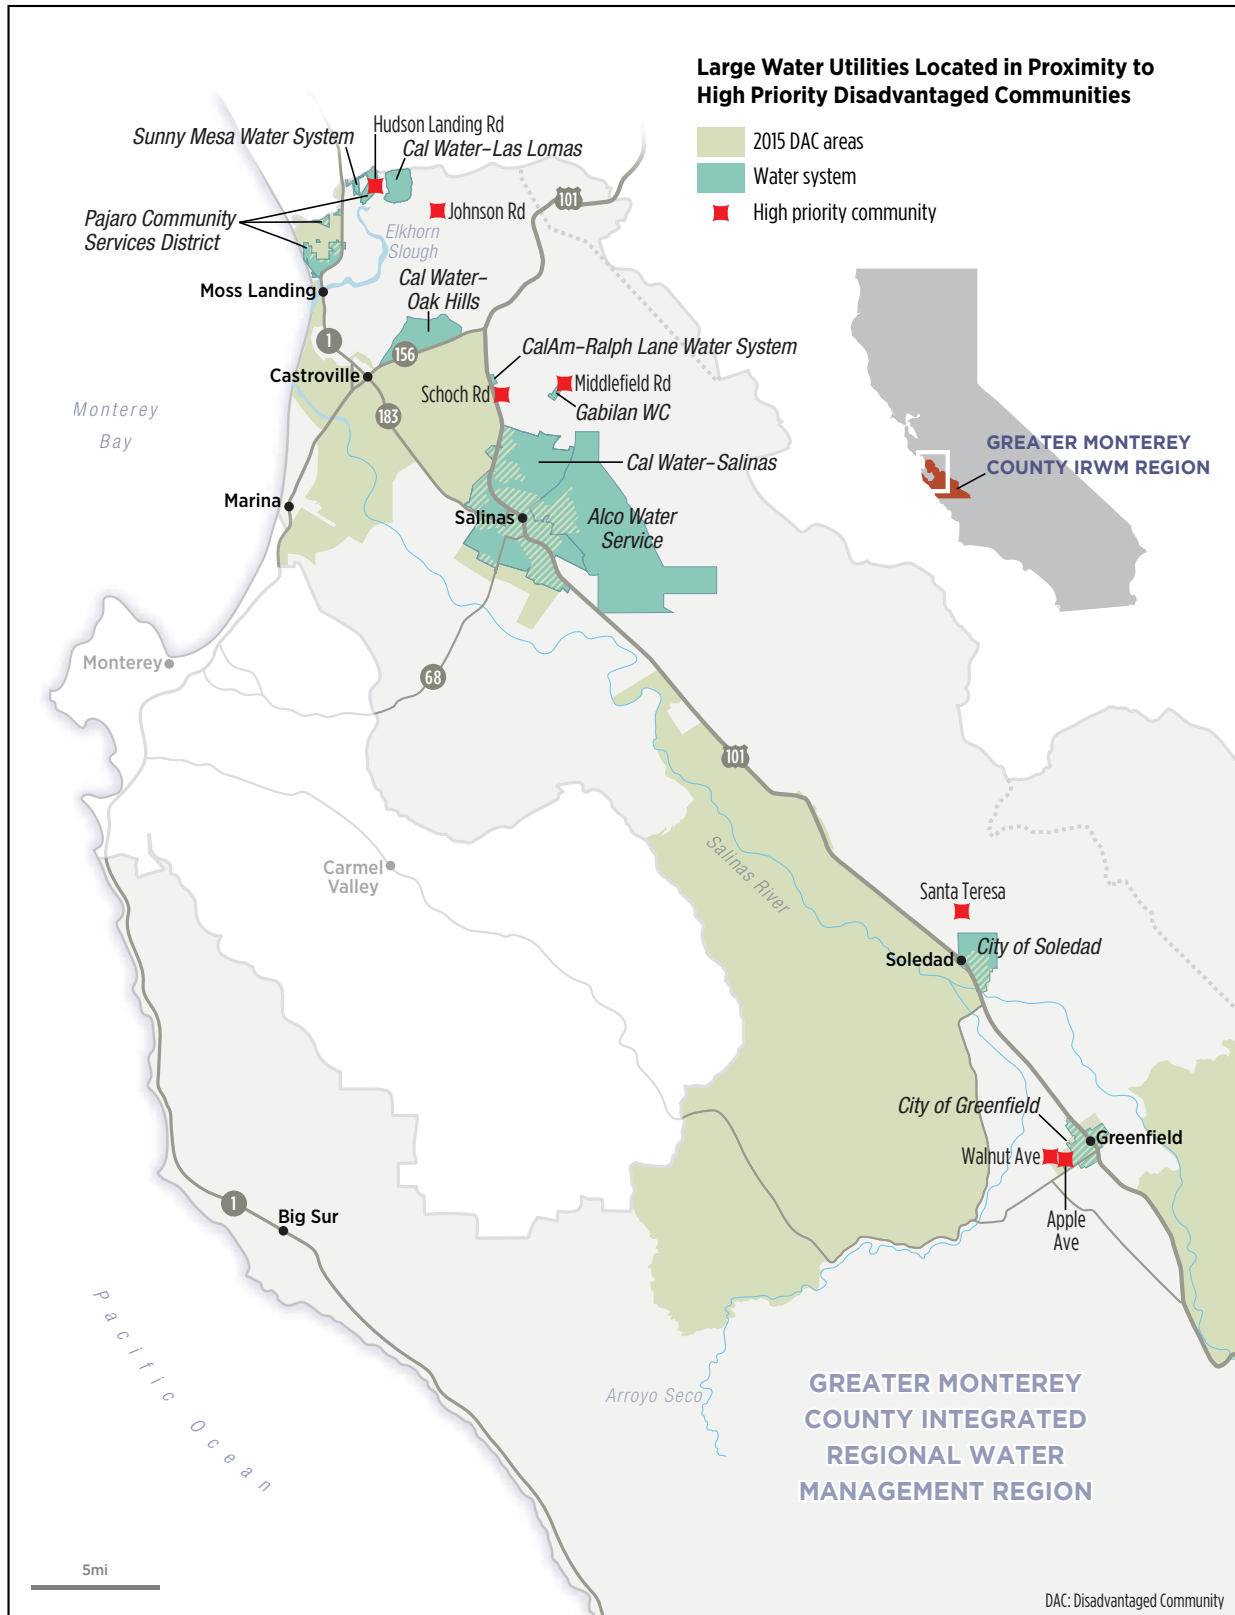 Large Water Utilities Located in Proximity to
High Priority Disadvantaged Communities
2015 DAC areas
Water system
High priority community
Hudson Landing Rd
Sunny Mesa Water System
Cal Water–Las Lomas
101
Johnson Rd
Pajaro Community
Services District
Elkhorn
Slough
Cal Water–
Oak Hills
Moss Landing
1
156
CalAm–Ralph Lane Water System
Castroville
Schoch Rd
Middlefield Rd
Gabilan WC
183
Monterey
Bay
GREATER MONTEREY
COUNTY IRWM REGION
Cal Water–Salinas
Marina
Salinas
Alco Water
Service
Monterey
68
101
Carmel
Valley
Salinas River
Santa Teresa
City of Soledad
Soledad
City of Greenfield
Greenfield
Walnut Ave
Apple
Ave
1
Big Sur
Pacific Ocean
Arroyo Seco
GREATER MONTEREY
COUNTY INTEGRATED
REGIONAL WATER
MANAGEMENT REGION
5mi
DAC: Disadvantaged Community